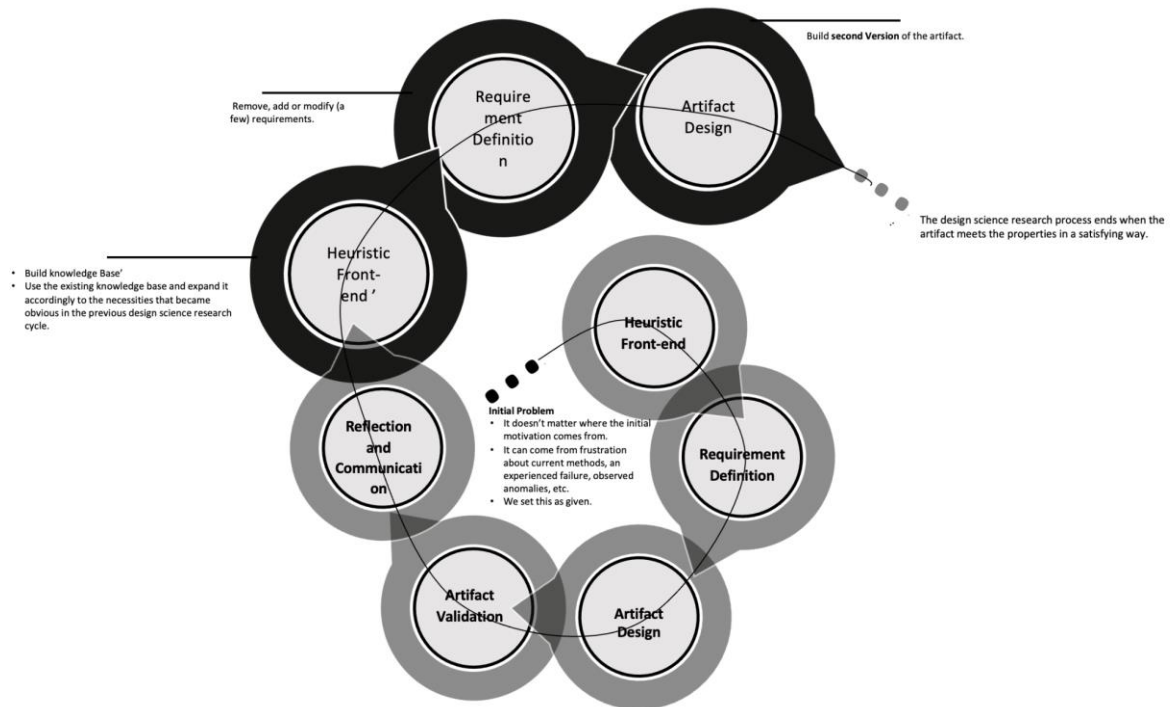 Build second Version of the artifact.
Remove, add or modify (a
few) requirements.
Require
ment
Definitio
n
Artifact
Design
The design science research process ends when the
artifact meets the properties in a satisfying way.
Heuristic
Front-
end ’
• Build knowledge Base’
• Use the existing knowledge base and expand it
accordingly to the necessities that became
obvious in the previous design science research
cycle.
Heuristic
Front-end
Initial Problem
• It doesn’t matter where the initial
motivation comes from.
• It can come from frustration
about current methods, an
experienced failure, observed
anomalies, etc.
• We set this as given.
Requirement
Definition
Artifact
Design
Artifact
Validation
Reflection
and
Communicati
on